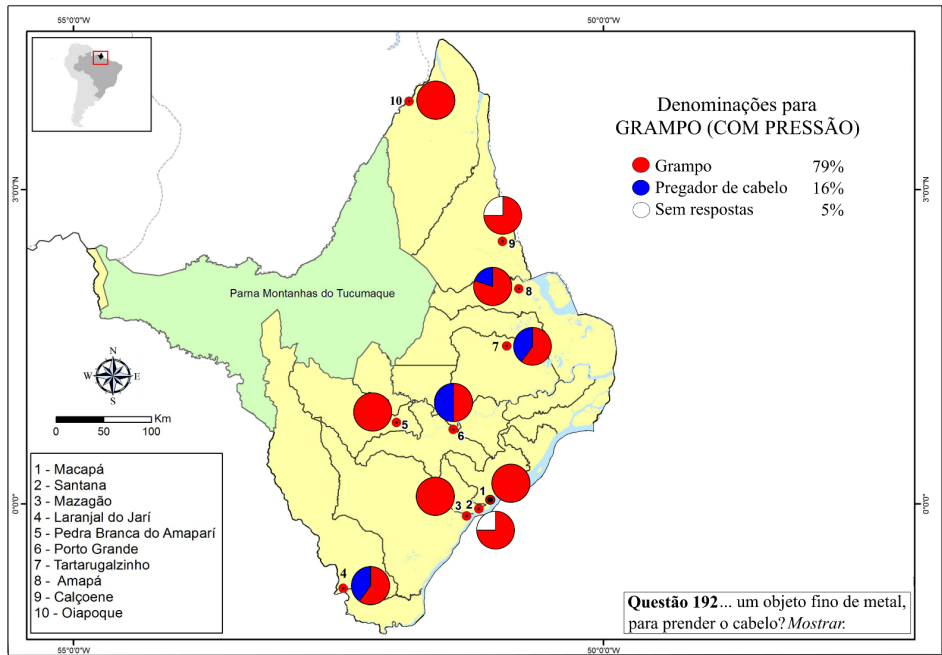 55°0'0"W
50°0'0"W
Denominações para
GRAMPO (COM PRESSÃO)
Grampo 79%
Pregador de cabelo 16%
Sem respostas 5%
3°0'0"N
3°0'0"N
10
9
8
Parna Montanhas do Tucumaque
7
N
W E
S
Km
0 50 100
5
6
1
2
3
0°0'0"
0°0'0"
4
1 - Macapá
2 - Santana
3 - Mazagão
4 - Laranjal do Jarí
5 - Pedra Branca do Amaparí
6 - Porto Grande
7 - Tartarugalzinho
8 - Amapá
9 - Calçoene
10 - Oiapoque
Questão 192... um objeto fino de metal,
para prender o cabelo? Mostrar.
55°0'0"W
50°0'0"W